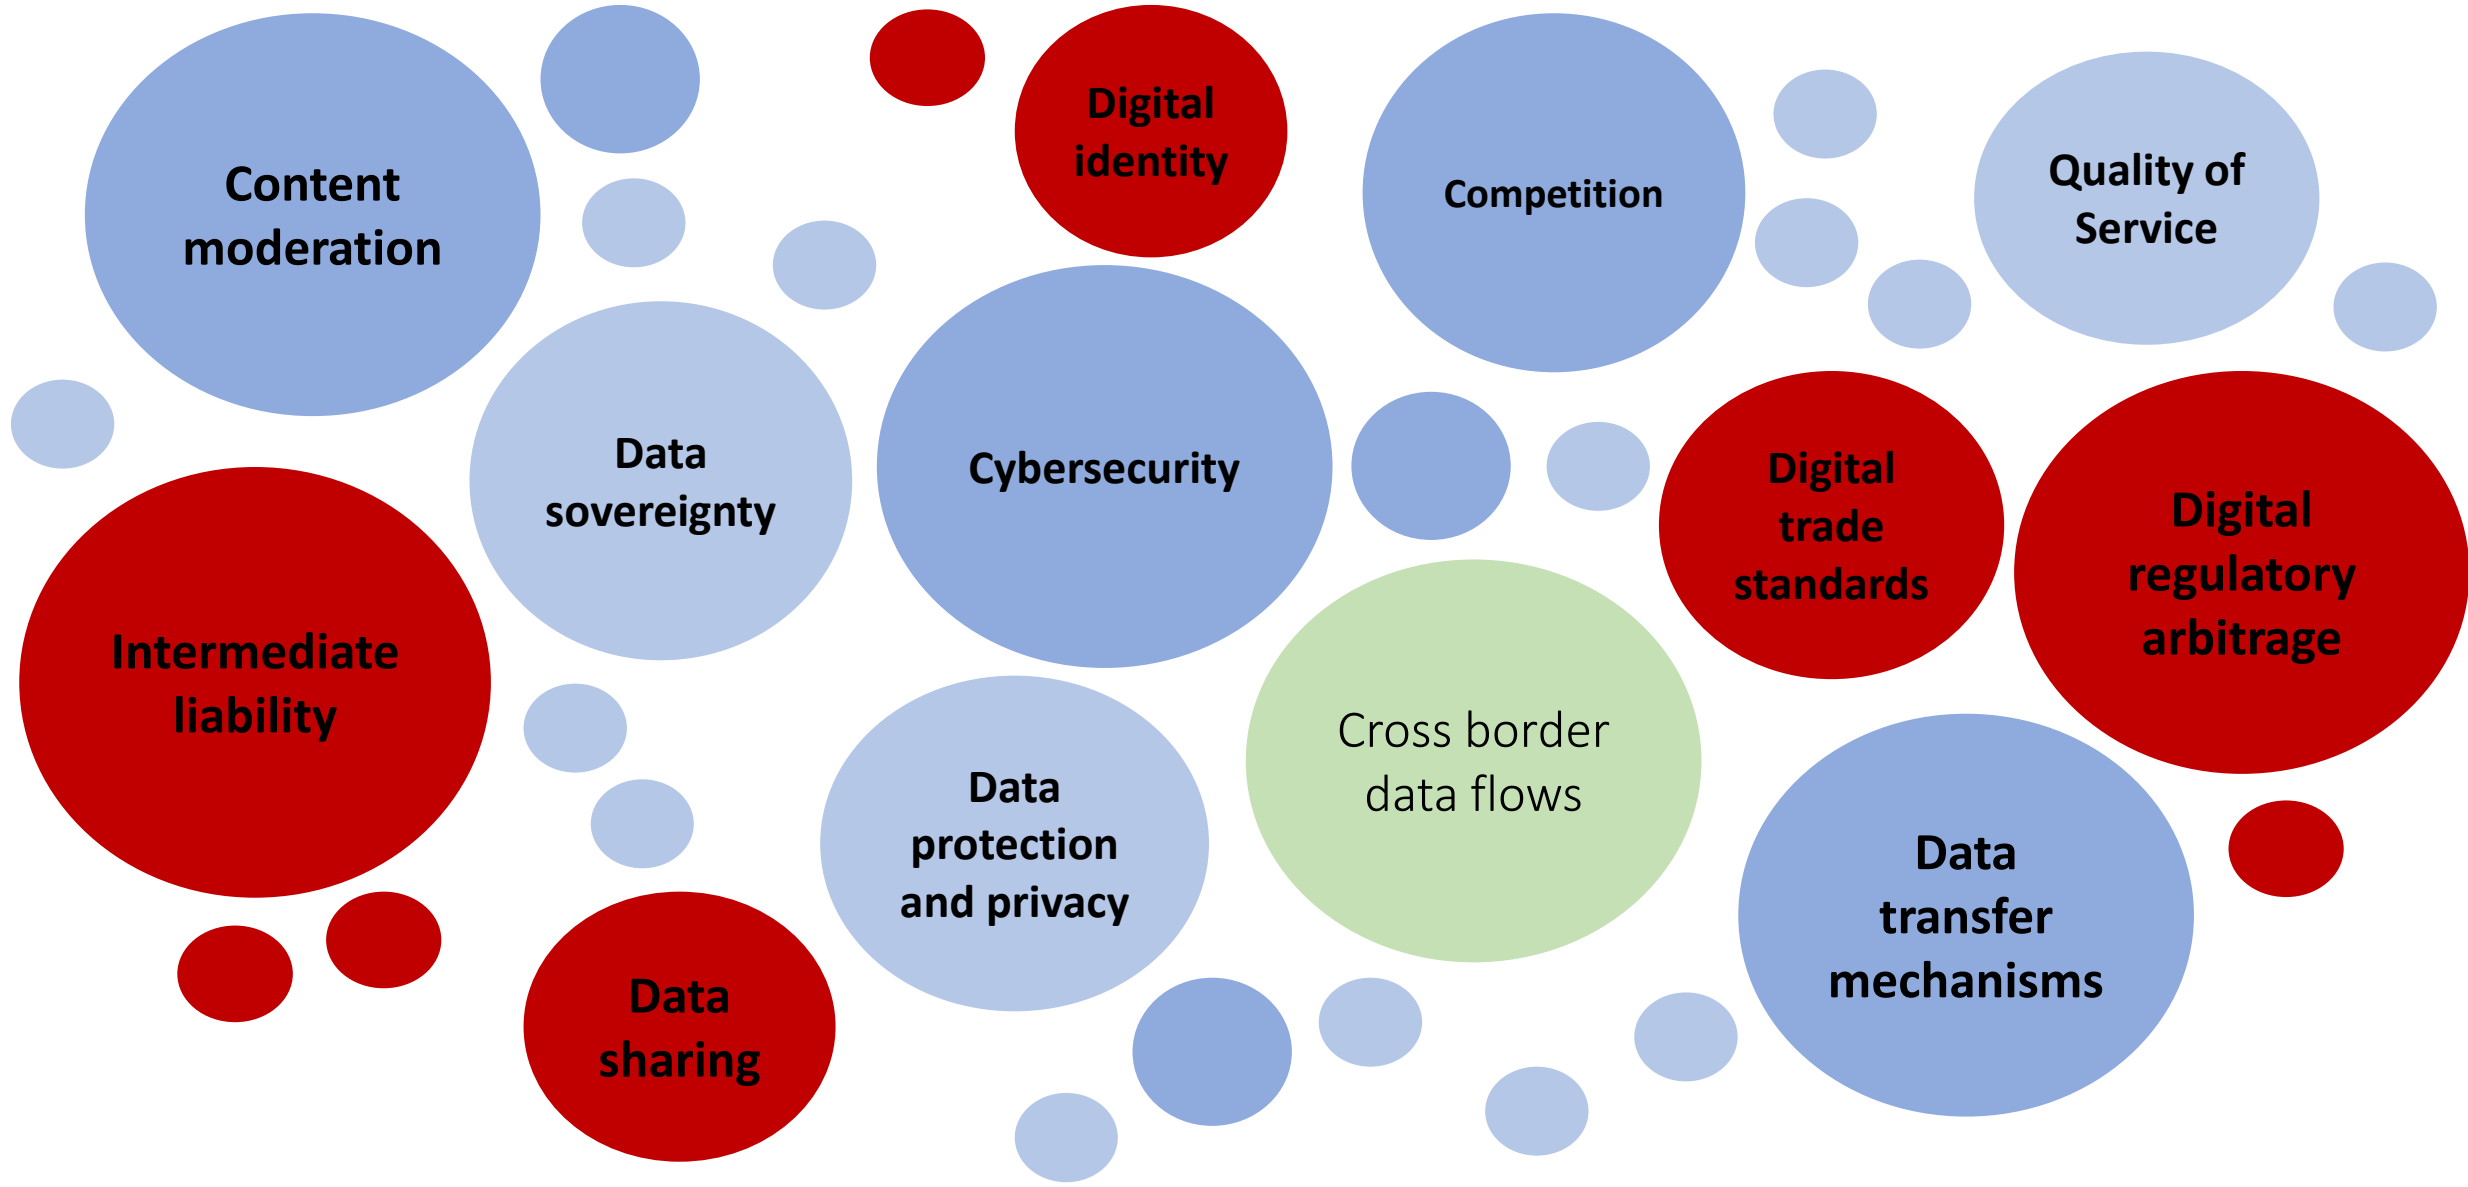 Content
moderation
Digital
identity
Competition
Quality of
Service
Data
sovereignty
Cybersecurity
Digital
trade
standards
Digital
regulatory
arbitrage
Intermediate
liability
Cross border
data flows
Data
protection
and privacy
Data
transfer
mechanisms
Data
sharing